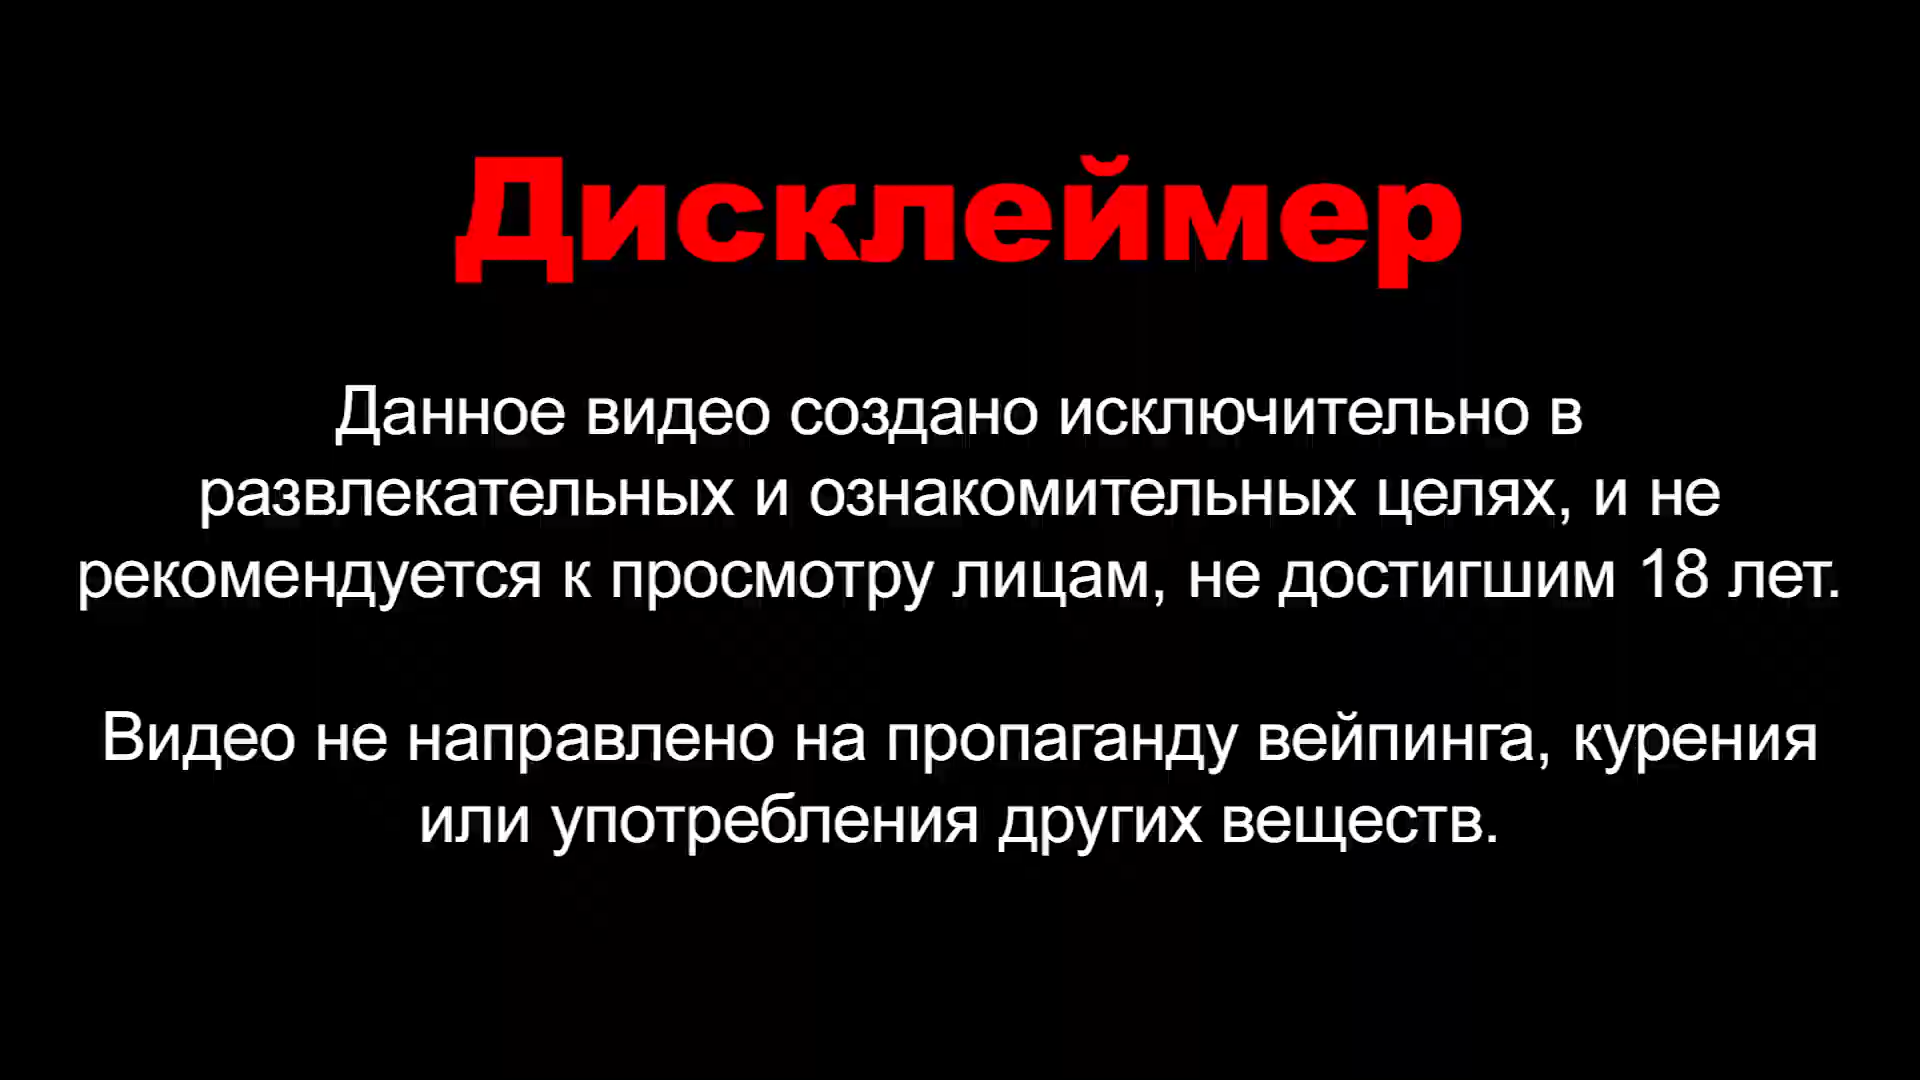 Дисклеймер
Данное видео создано исключительно в
развлекательных и ознакомительных целях, и не
рекомендуется к просмотру лицам, не достигшим 18 лет.
Видео не направлено на пропаганду вейпинга, курения
или употребления других веществ.